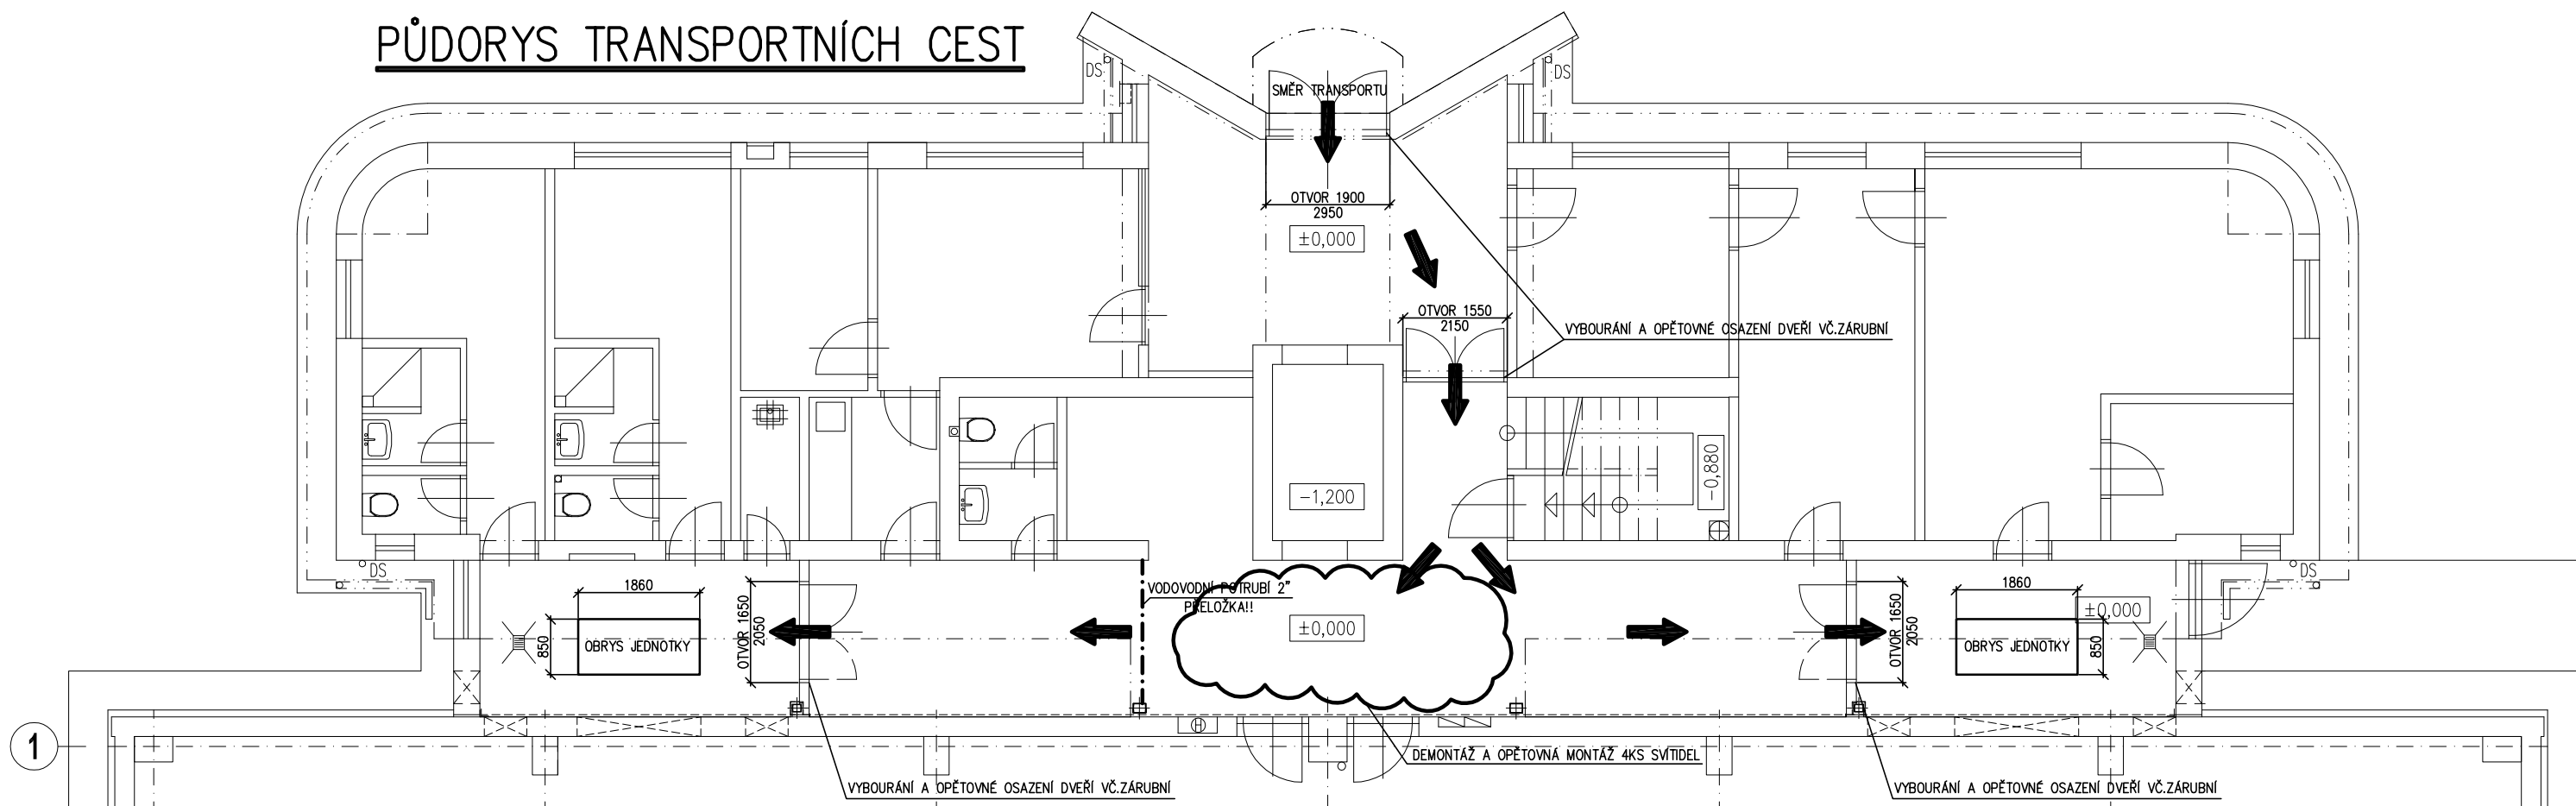 PŮDORYS TRANSPORTNÍCH CEST
DS
DS
SMĚR TRANSPORTU
OTVOR 1900
2950
±0,000
OTVOR 1550
2150
VYBOURÁNÍ A OPĚTOVNÉ OSAZENÍ DVEŘÍ VČ.ZÁRUBNÍ
-0,880
-1,200
DS
DS
1860
850
OBRYS JEDNOTKY
OTVOR 1650
2050
VODOVODNÍ POTRUBÍ 2"
PŘELOŽKA!!
±0,000
OTVOR 1650
2050
1860
±0,000
OBRYS JEDNOTKY
850
H
1
DEMONTÁŽ A OPĚTOVNÁ MONTÁŽ 4KS SVÍTIDEL
VYBOURÁNÍ A OPĚTOVNÉ OSAZENÍ DVEŘÍ VČ.ZÁRUBNÍ
VYBOURÁNÍ A OPĚTOVNÉ OSAZENÍ DVEŘÍ VČ.ZÁRUBNÍ